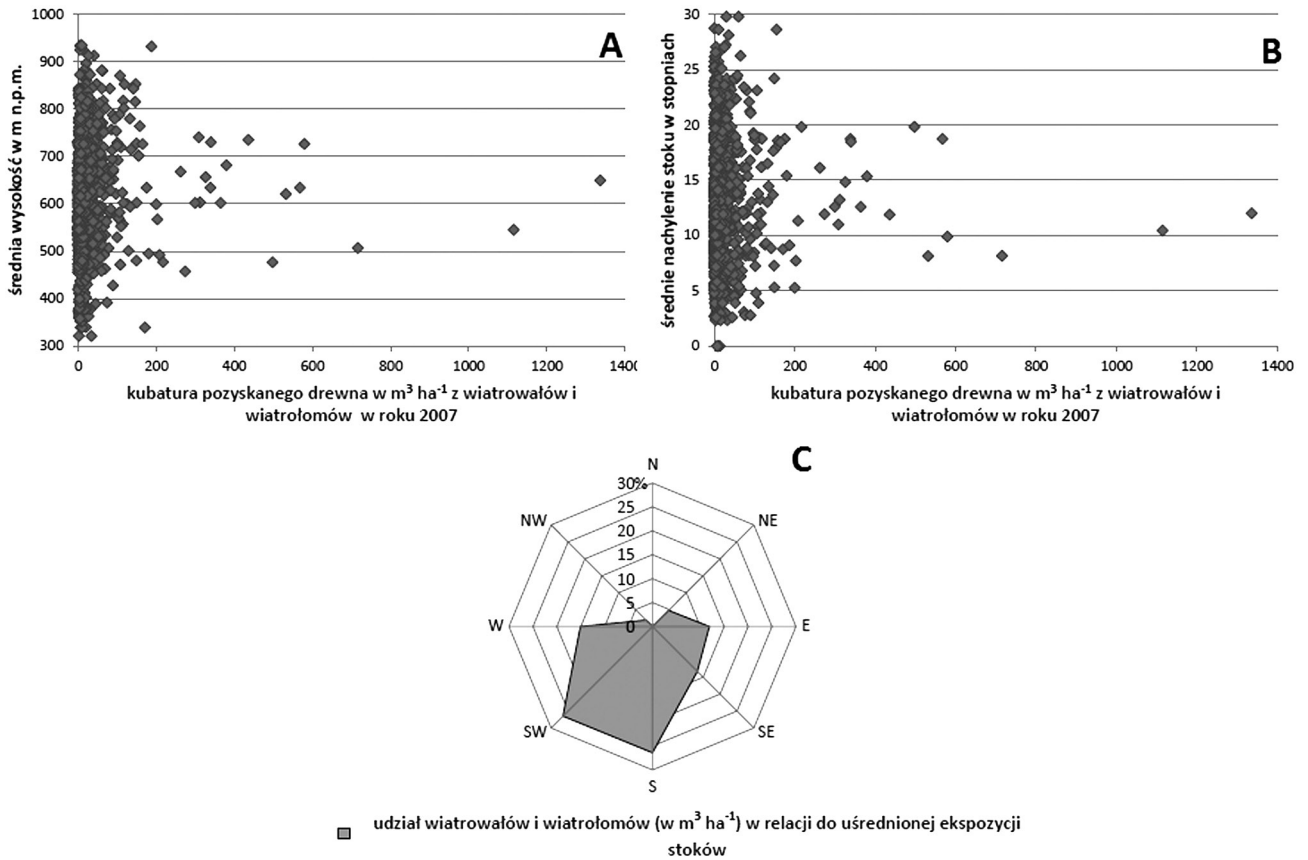 A
średnia wysokość w m n.p.m.
1000
900
800
700
600
500
400
300
0 200 400 600 800 1000 1200 1400
kubatura pozyskanego drewna w m³ ha⁻¹ z wiatrowałów i
wiatrołomów w roku 2007
B
średnie nachylenie stoku w stopniach
30
25
20
15
10
5
0
0 200 400 600 800 1000 1200 1400
kubatura pozyskanego drewna w m³ ha⁻¹ z wiatrowałów i
wiatrołomów w roku 2007
C
N
30%
25
20
15
10
5
0
NW
NE
W
E
SW
SE
S
udział wiatrowałów i wiatrołomów (w m³ ha⁻¹) w relacji do uśrednionej ekspozycji
stoków